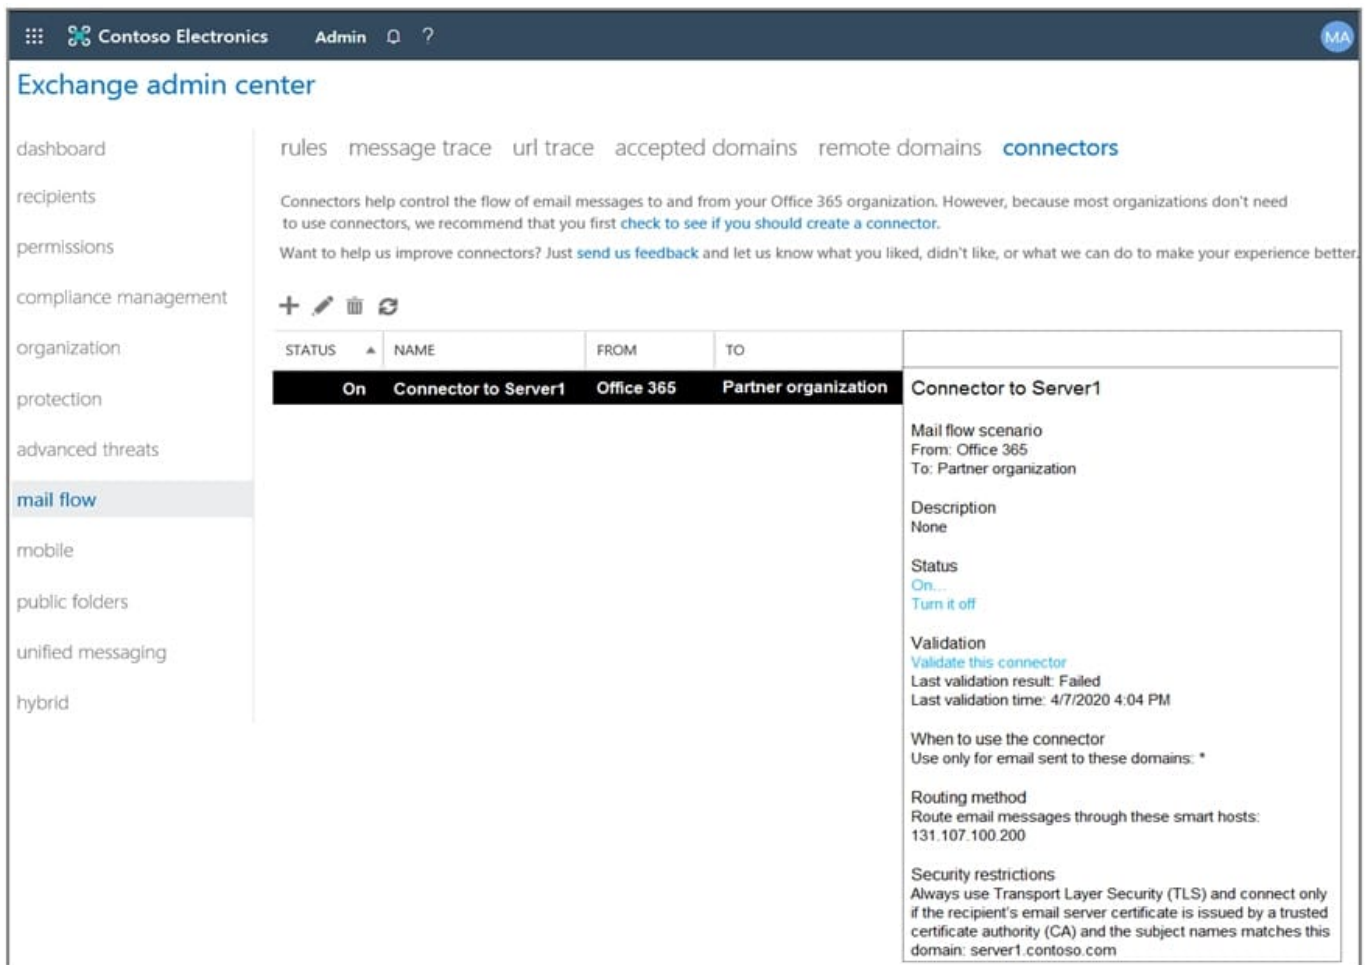 Contoso Electronics Admin ?
MA
Exchange admin center
dashboard
recipients
permissions
compliance management
organization
protection
advanced threats
mail flow
mobile
public folders
unified messaging
hybrid
rules message trace url trace accepted domains remote domains connectors
Connectors help control the flow of email messages to and from your Office 365 organization. However, because most organizations don't need
to use connectors, we recommend that you first check to see if you should create a connector.
Want to help us improve connectors? Just send us feedback and let us know what you liked, didn't like, or what we can do to make your experience better.
STATUS NAME FROM TO
On Connector to Server1 Office 365 Partner organization
Connector to Server1
Mail flow scenario
From: Office 365
To: Partner organization
Description
None
Status
On...
Turn it off
Validation
Validate this connector
Last validation result: Failed
Last validation time: 4/7/2020 4:04 PM
When to use the connector
Use only for email sent to these domains: *
Routing method
Route email messages through these smart hosts:
131.107.100.200
Security restrictions
Always use Transport Layer Security (TLS) and connect only
if the recipient's email server certificate is issued by a trusted
certificate authority (CA) and the subject names matches this
domain: server1.contoso.com